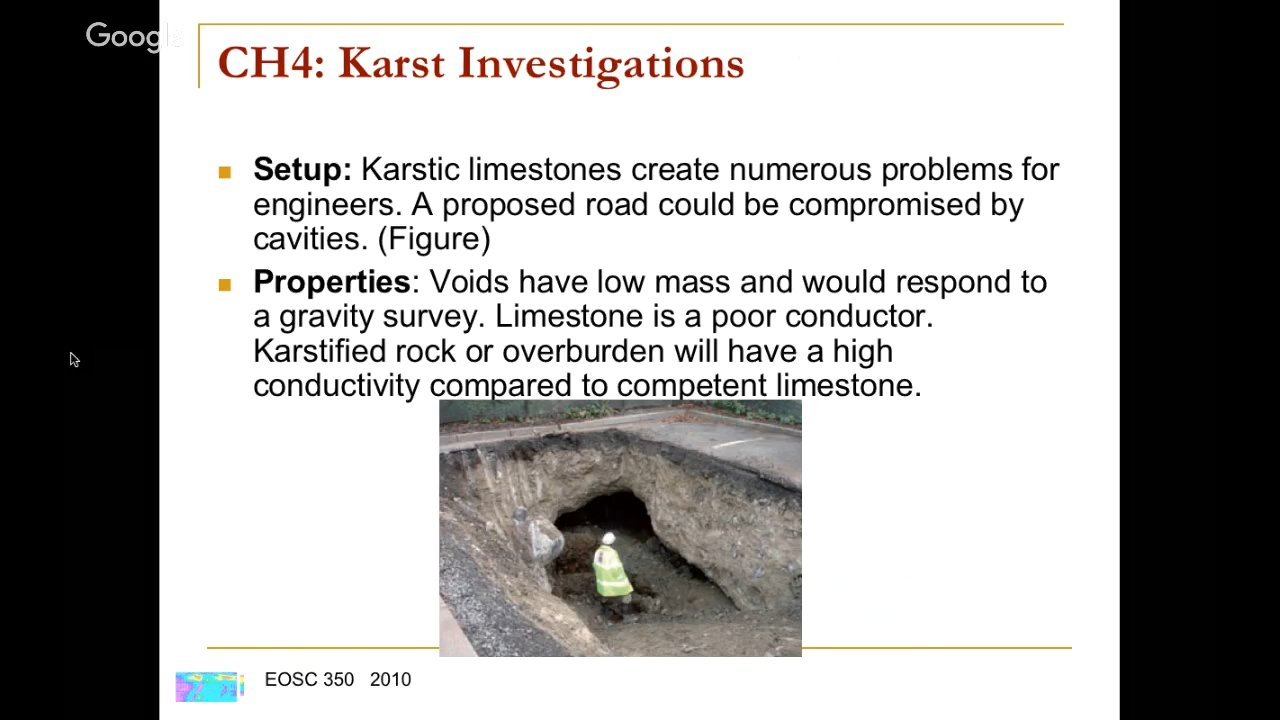 Google
CH4: Karst Investigations
Setup: Karstic limestones create numerous problems for
engineers. A proposed road could be compromised by
cavities. (Figure)
Properties: Voids have low mass and would respond to
a gravity survey. Limestone is a poor conductor.
Karstified rock or overburden will have a high
conductivity compared to competent limestone.
EOSC 350 2010